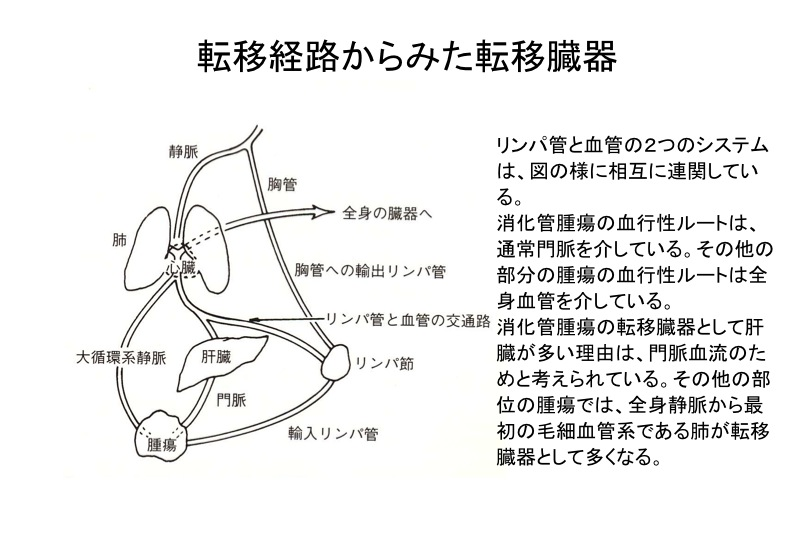 転移経路からみた転移臓器
静脈
胸管
全身の臓器へ
肺
心臓
胸管への輸出リンパ管
リンパ管と血管の交通路
大循環系静脈
肝臓
リンパ節
門脈
輸入リンパ管
腫瘍
リンパ管と血管の2つのシステム
は、図の様に相互に連関してい
る。
消化管腫瘍の血行性ルートは、
通常門脈を介している。その他の
部分の腫瘍の血行性ルートは全
身血管を介している。
消化管腫瘍の転移臓器として肝
臓が多い理由は、門脈血流のた
めと考えられている。その他の部
位の腫瘍では、全身静脈から最
初の毛細血管系である肺が転移
臓器として多くなる。